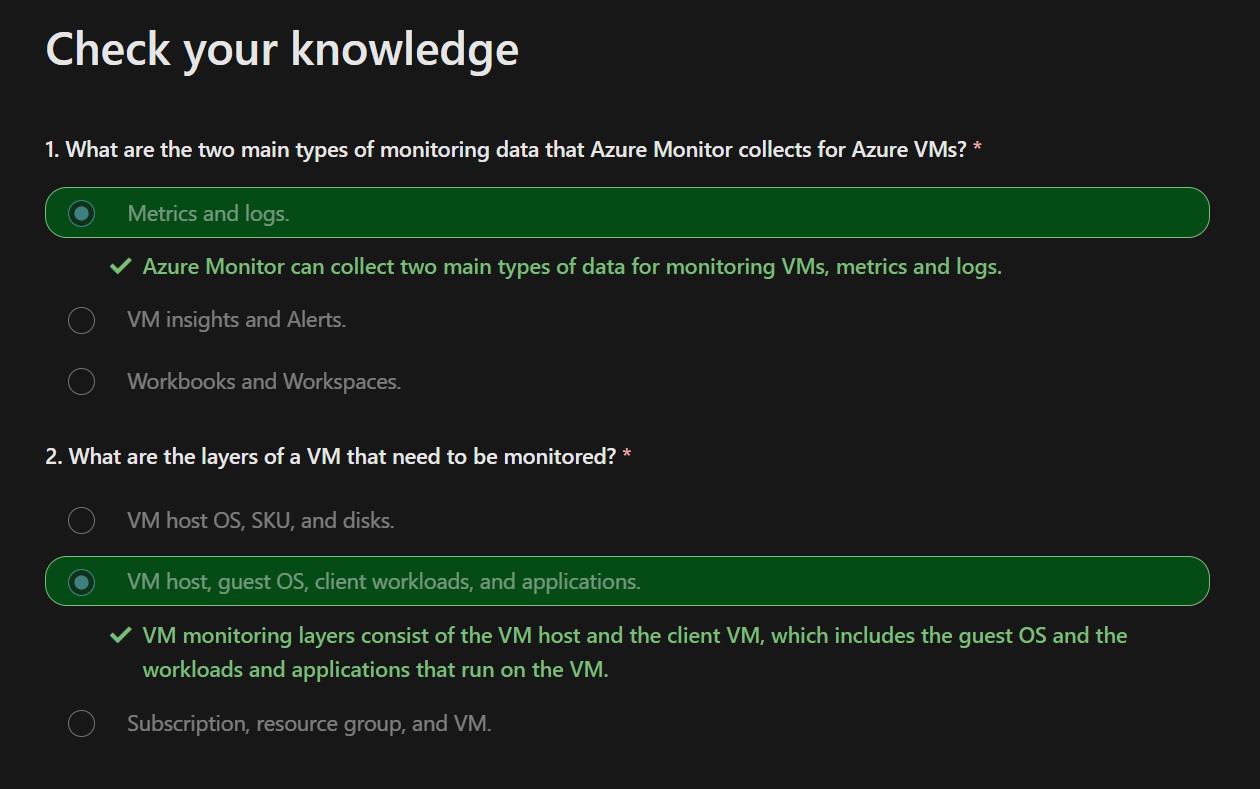 Check your knowledge
1. What are the two main types of monitoring data that Azure Monitor collects for Azure VMs? *
Metrics and logs.
Azure Monitor can collect two main types of data for monitoring VMs, metrics and logs.
VM insights and Alerts.
Workbooks and Workspaces.
2. What are the layers of a VM that need to be monitored? *
VM host OS, SKU, and disks.
VM host, guest OS, client workloads, and applications.
VM monitoring layers consist of the VM host and the client VM, which includes the guest OS and the
workloads and applications that run on the VM.
Subscription, resource group, and VM.